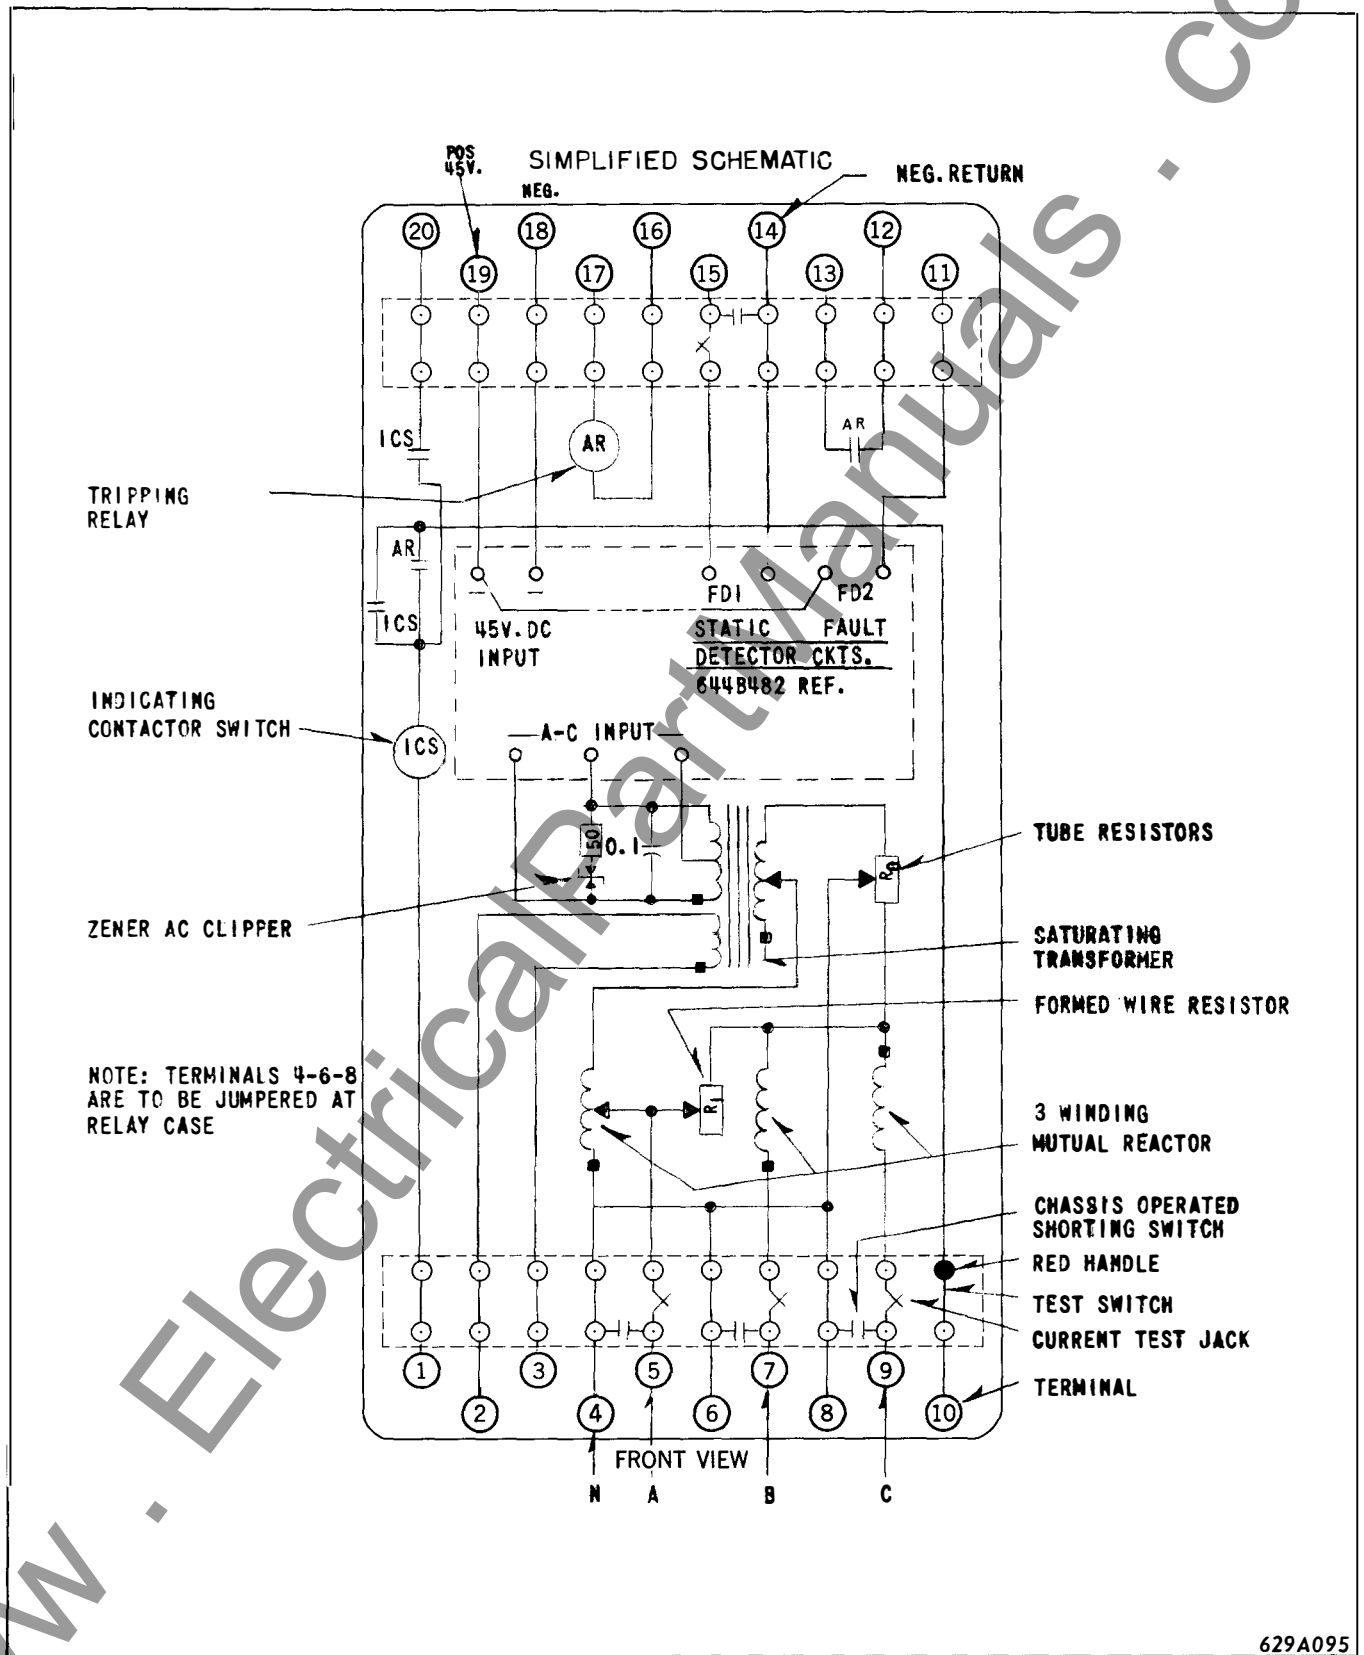 POS
45V.
SIMPLIFIED SCHEMATIC
NEG.
NEG. RETURN
20
18
16
14
12
19
17
15
13
11
ICS
AR
AR
TRIPPING
RELAY
AR
ICS
FD1
FD2
45V. DC
INPUT
STATIC FAULT
DETECTOR CKTS.
644B482 REF.
INDICATING
CONTACTOR SWITCH
ICS
A-C INPUT
50
0.1
TUBE RESISTORS
ZENER AC CLIPPER
SATURATING
TRANSFORMER
FORMED WIRE RESISTOR
NOTE: TERMINALS 4-6-8
ARE TO BE JUMPERED AT
RELAY CASE
R1
3 WINDING
MUTUAL REACTOR
CHASSIS OPERATED
SHORTING SWITCH
RED HANDLE
TEST SWITCH
CURRENT TEST JACK
1
3
5
7
9
TERMINAL
2
4
6
8
10
FRONT VIEW
N A B C
629A095
w . ElectricalPartManuals . co